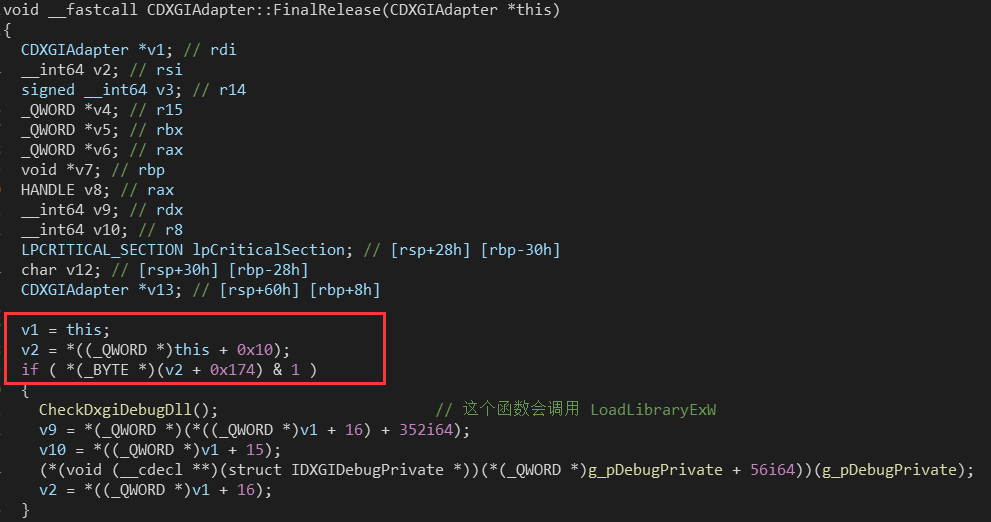 void __fastcall CDXGIAdapter::FinalRelease(CDXGIAdapter *this)
{
  CDXGIAdapter *v1; // rdi
  __int64 v2; // rsi
  signed __int64 v3; // r14
  _QWORD *v4; // r15
  _QWORD *v5; // rbx
  _QWORD *v6; // rax
  void *v7; // rbp
  HANDLE v8; // rax
  __int64 v9; // rdx
  __int64 v10; // r8
  LPCRITICAL_SECTION lpCriticalSection; // [rsp+28h] [rbp-30h]
  char v12; // [rsp+30h] [rbp-28h]
  CDXGIAdapter *v13; // [rsp+60h] [rbp+8h]

  v1 = this;
  v2 = *((_QWORD *)this + 0x10);
  if ( *(_BYTE *)(v2 + 0x174) & 1 )
  {
    CheckDxgiDebugDll();                        // 这个函数会调用 LoadLibraryExW
    v9 = *(_QWORD *)(*((_QWORD *)v1 + 16) + 352i64);
    v10 = *((_QWORD *)v1 + 15);
    (*(void (__cdecl **)(struct IDXGIDebugPrivate *))(*(_QWORD *)g_pDebugPrivate + 56i64))(g_pDebugPrivate);
    v2 = *((_QWORD *)v1 + 16);
  }